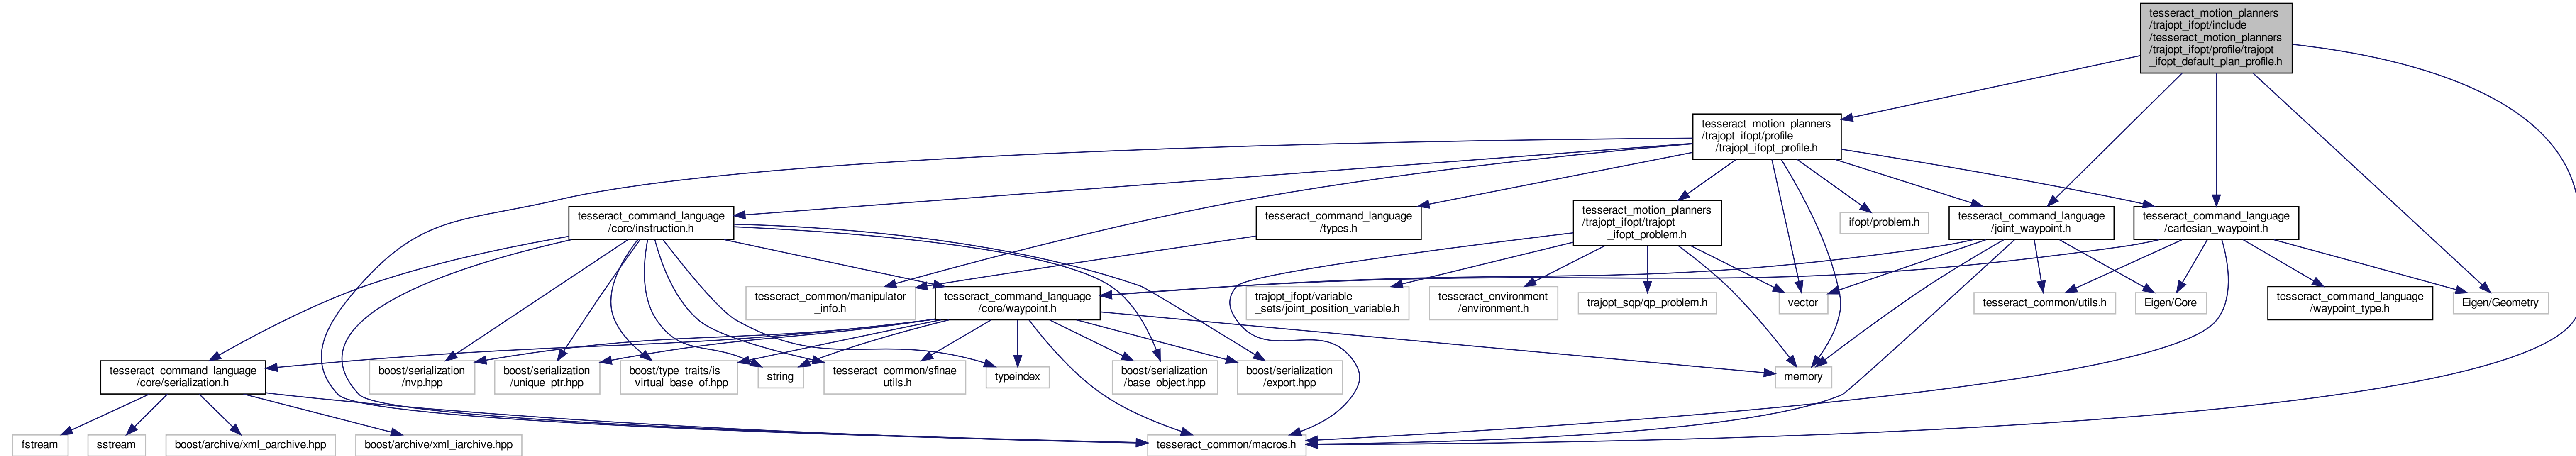 tesseract_motion_planners
/trajopt_ifopt/include
/tesseract_motion_planners
/trajopt_ifopt/profile/trajopt
_ifopt_default_plan_profile.h
tesseract_motion_planners
/trajopt_ifopt/profile
/trajopt_ifopt_profile.h
tesseract_command_language
/core/instruction.h
tesseract_command_language
/types.h
tesseract_motion_planners
/trajopt_ifopt/trajopt
_ifopt_problem.h
ifopt/problem.h
tesseract_command_language
/joint_waypoint.h
tesseract_command_language
/cartesian_waypoint.h
tesseract_common/manipulator
_info.h
tesseract_command_language
/core/waypoint.h
trajopt_ifopt/variable
_sets/joint_position_variable.h
tesseract_environment
/environment.h
trajopt_sqp/qp_problem.h
vector
tesseract_common/utils.h
Eigen/Core
tesseract_command_language
/waypoint_type.h
Eigen/Geometry
tesseract_command_language
/core/serialization.h
boost/serialization
/nvp.hpp
boost/serialization
/unique_ptr.hpp
boost/type_traits/is
_virtual_base_of.hpp
string
tesseract_common/sfinae
_utils.h
typeindex
boost/serialization
/base_object.hpp
boost/serialization
/export.hpp
memory
fstream
sstream
boost/archive/xml_oarchive.hpp
boost/archive/xml_iarchive.hpp
tesseract_common/macros.h